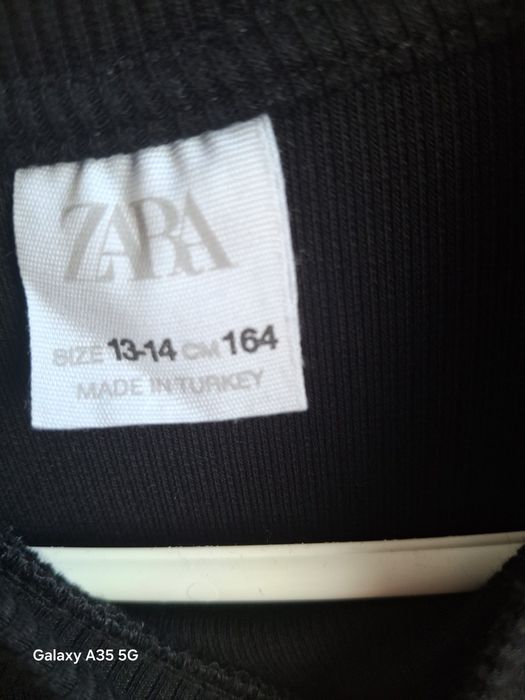 ZARA
SIZE 13-14 CM 164
MADE IN TURKEY
Galaxy A35 5G